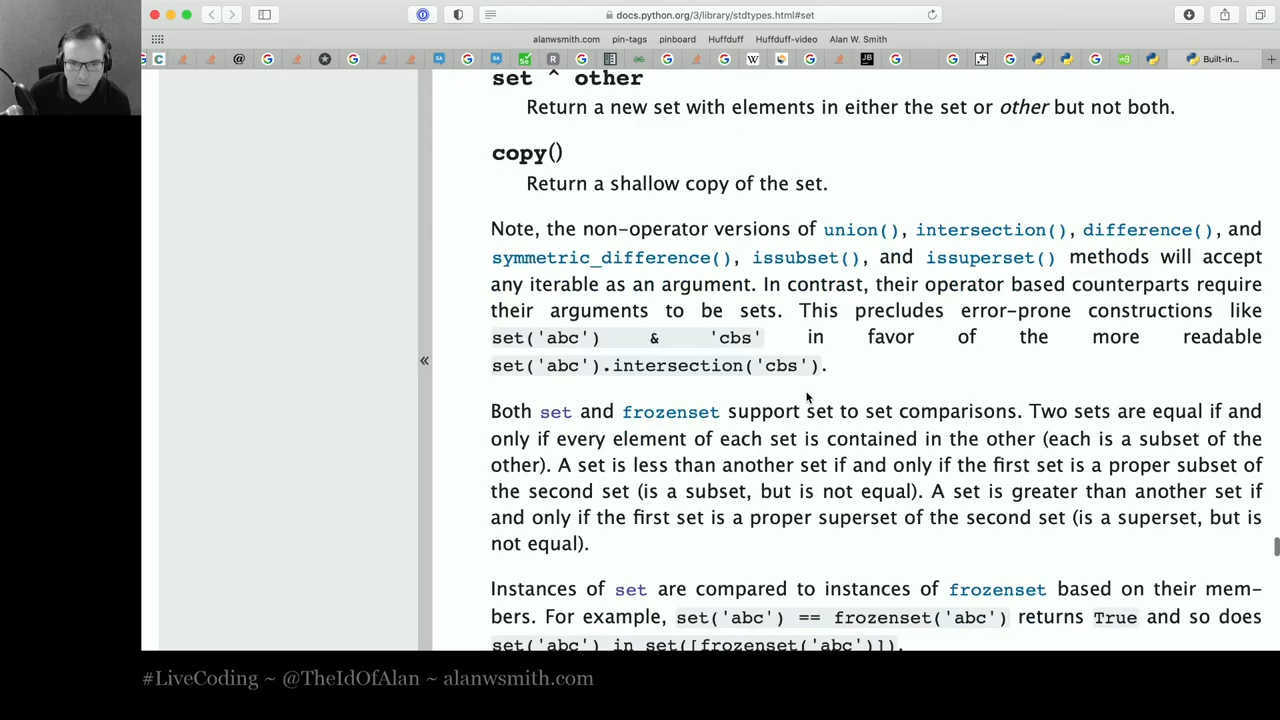 docs.python.org/3/library/stdtypes.html#set
alanwsmith.com pin-tags pinboard Huffduff Huffduff-video Alan W. Smith
Built-in...
set ^ other
Return a new set with elements in either the set or other but not both.
copy()
Return a shallow copy of the set.
Note, the non-operator versions of union(), intersection(), difference(), and
symmetric_difference(), issubset(), and issuperset() methods will accept
any iterable as an argument. In contrast, their operator based counterparts require
their arguments to be sets. This precludes error-prone constructions like
set('abc') & 'cbs' in favor of the more readable
set('abc').intersection('cbs').
«
Both set and frozenset support set to set comparisons. Two sets are equal if and
only if every element of each set is contained in the other (each is a subset of the
other). A set is less than another set if and only if the first set is a proper subset of
the second set (is a subset, but is not equal). A set is greater than another set if
and only if the first set is a proper superset of the second set (is a superset, but is
not equal).
Instances of set are compared to instances of frozenset based on their mem-
bers. For example, set('abc') == frozenset('abc') returns True and so does
set('abc') in set([frozenset('abc')]).
#LiveCoding ~ @TheIdOfAlan ~ alanwsmith.com